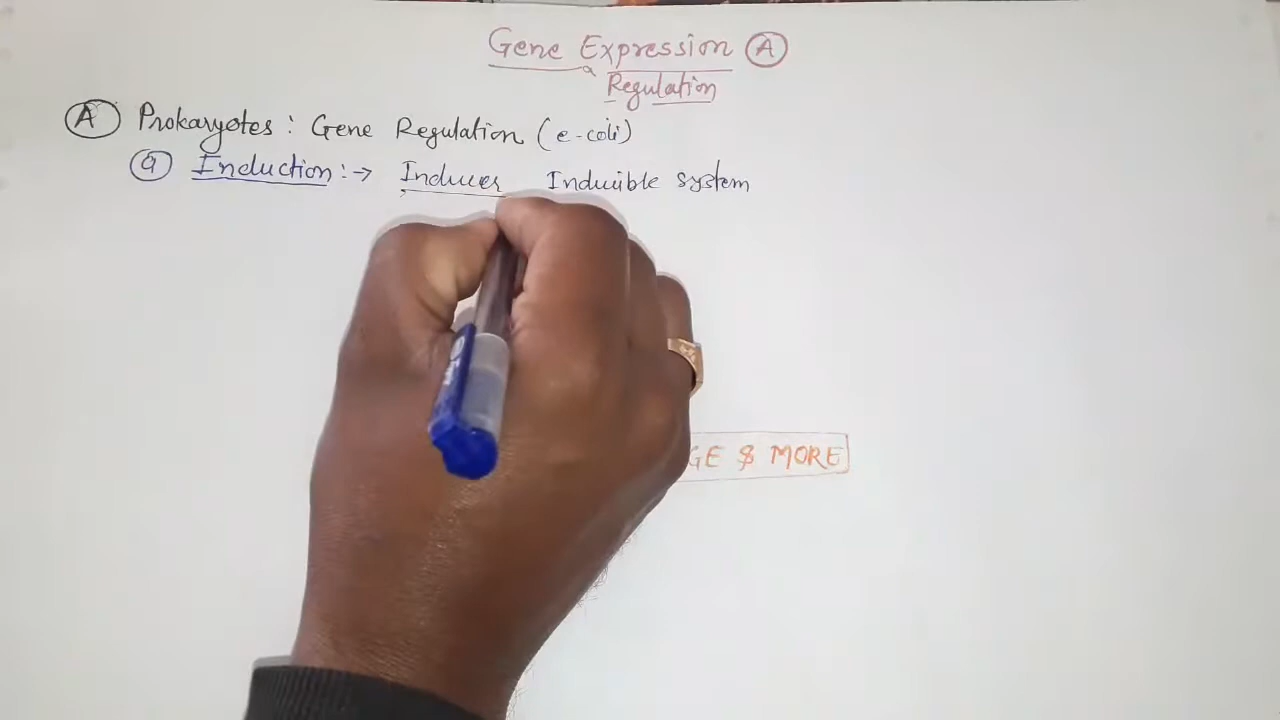 Gene Expression A
Regulation
A Prokaryotes : Gene Regulation (e-coli)
a Induction :→ Inducer Inducible system
GE & MORE